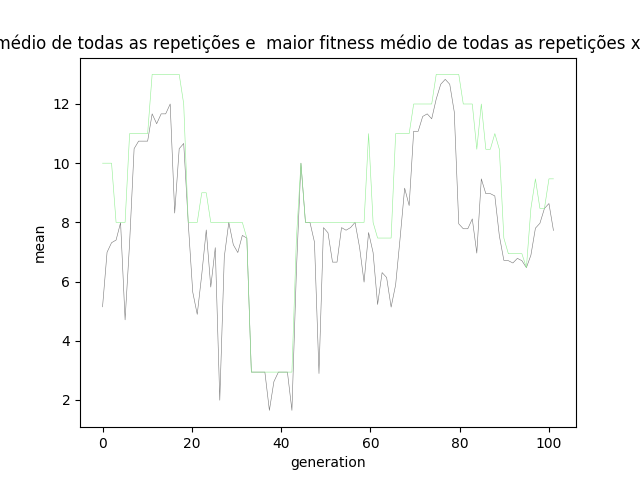 médio de todas as repetições e  maior fitness médio de todas as repetições x
12
10
8
6
4
2
mean
0 20 40 60 80 100
generation